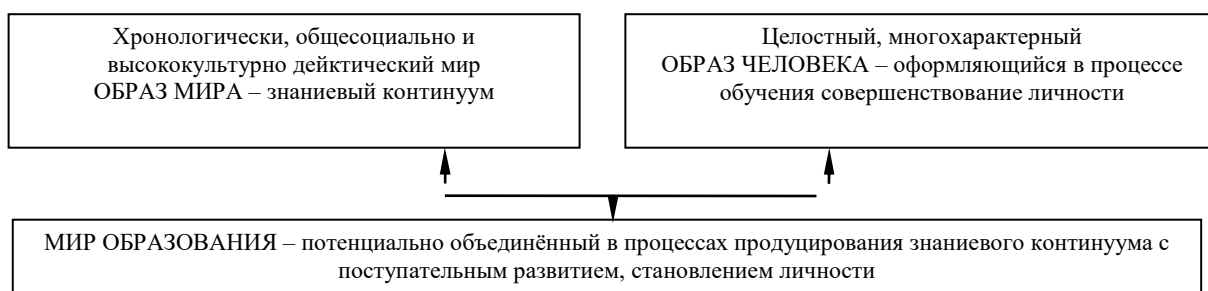 Хронологически, общесоциально и
высококультурно дейктический мир
ОБРАЗ МИРА – знаниевый континуум
Целостный, многохарактерный
ОБРАЗ ЧЕЛОВЕКА – оформляющийся в процессе
обучения совершенствование личности
МИР ОБРАЗОВАНИЯ – потенциально объединённый в процессах продуцирования знаниевого континуума с
поступательным развитием, становлением личности